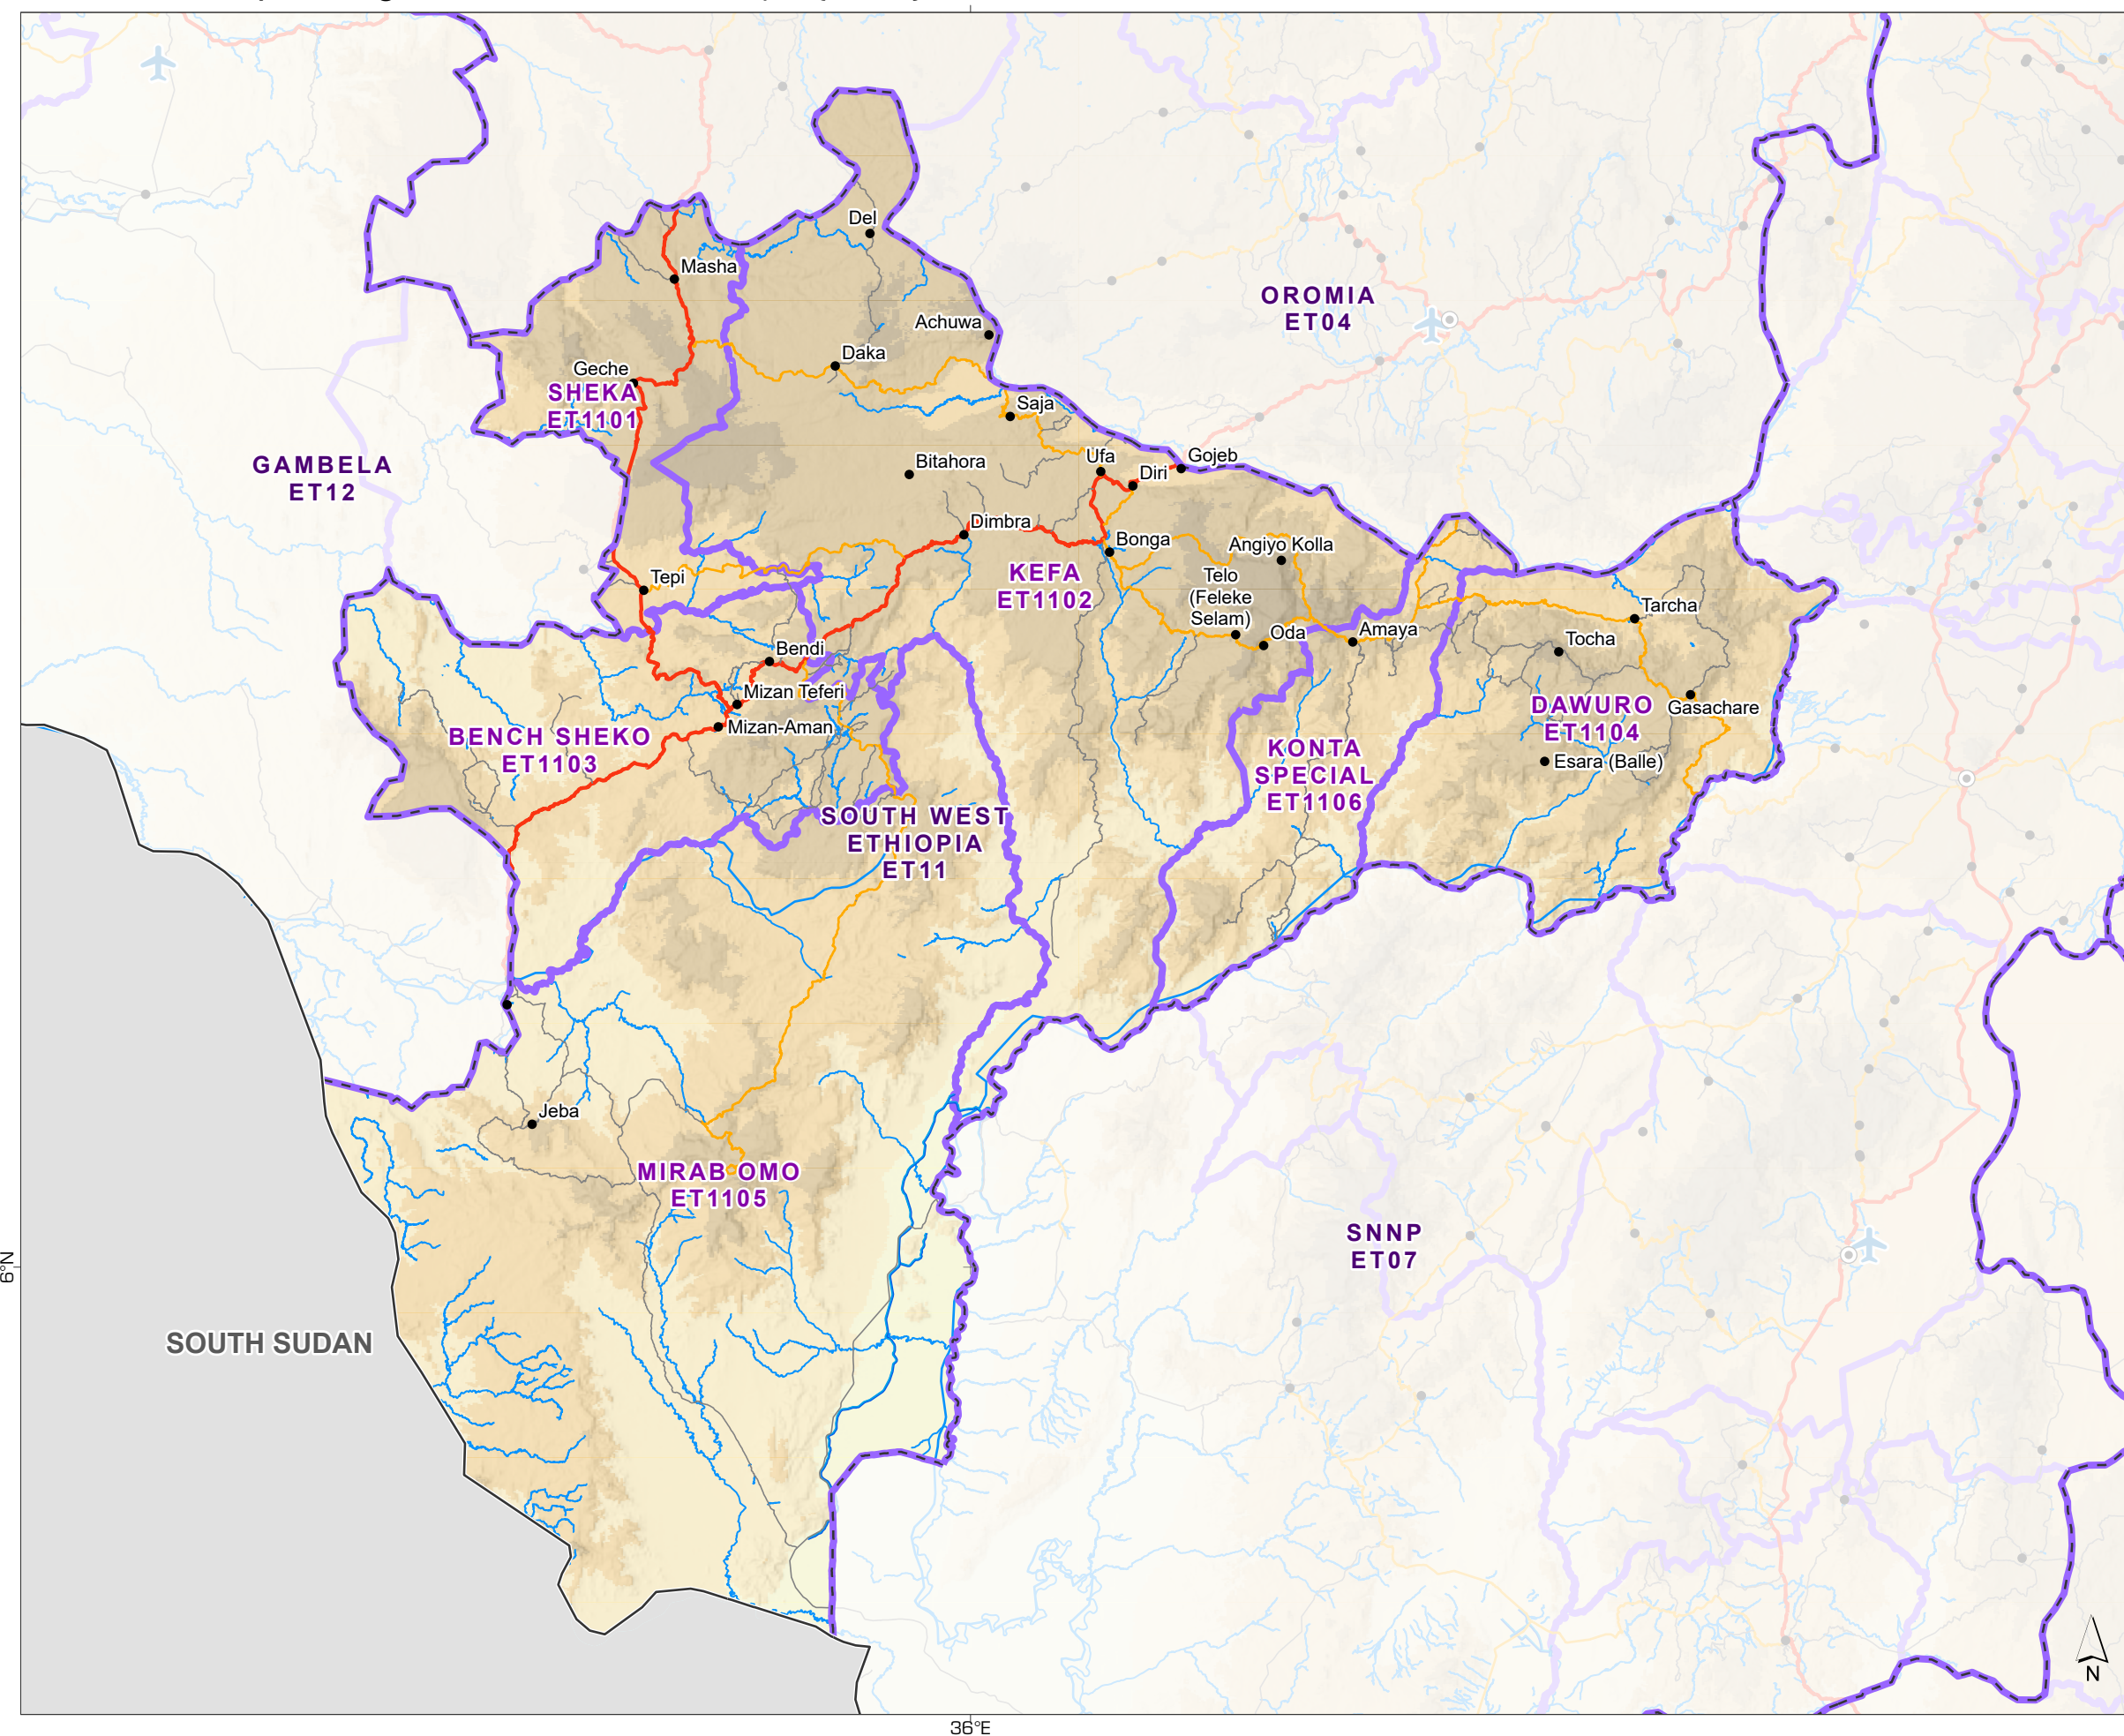 Del
Masha
OROMIA
ET04
Achuwa
Daka
Geche
SHEKA
ET1101
Saja
GAMBELA
ET12
Bitahora
Ufa
Gojeb
Diri
Dimbra
Bonga
Angiyo Kolla
KEFA
ET1102
Tepi
Telo
(Feleke
Selam)
Tarcha
Oda
Amaya
Tocha
Bendi
Mizan Teferi
Mizan-Aman
BENCH SHEKO
ET1103
DAWURO
ET1104
Gasachare
KONTA
SPECIAL
ET1106
Esara (Balle)
SOUTH WEST
ETHIOPIA
ET11
Jeba
MIRAB OMO
ET1105
SNNP
ET07
6°N
SOUTH SUDAN
N
36°E